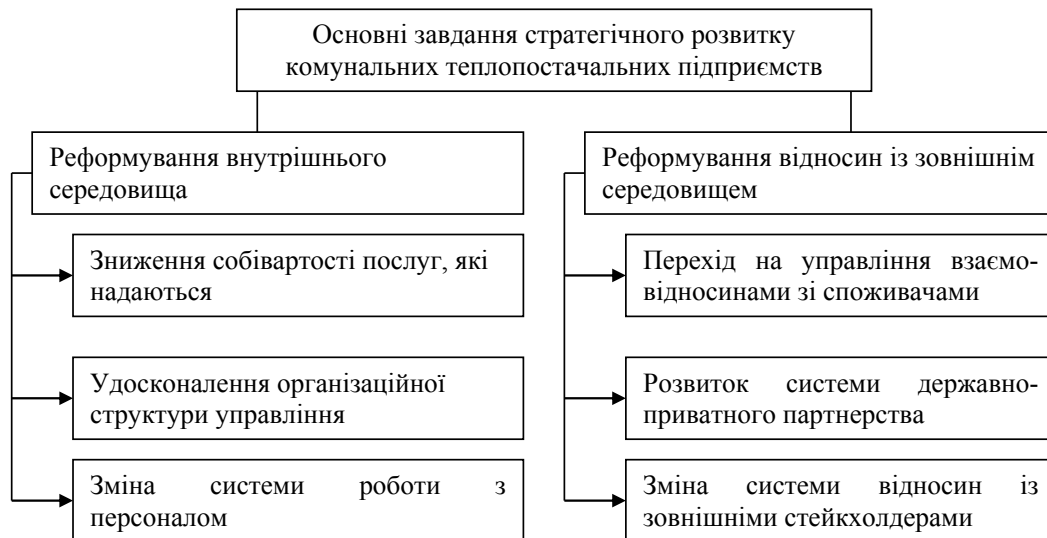 Основні завдання стратегічного розвитку
комунальних теплопостачальних підприємств
Реформування внутрішнього
середовища
Зниження собівартості послуг, які
надаються
Удосконалення організаційної
структури управління
Зміна системи роботи з
персоналом
Реформування відносин із зовнішнім
середовищем
Перехід на управління взаємо-
відносинами зі споживачами
Розвиток системи державно-
приватного партнерства
Зміна системи відносин із
зовнішніми стейкхолдерами